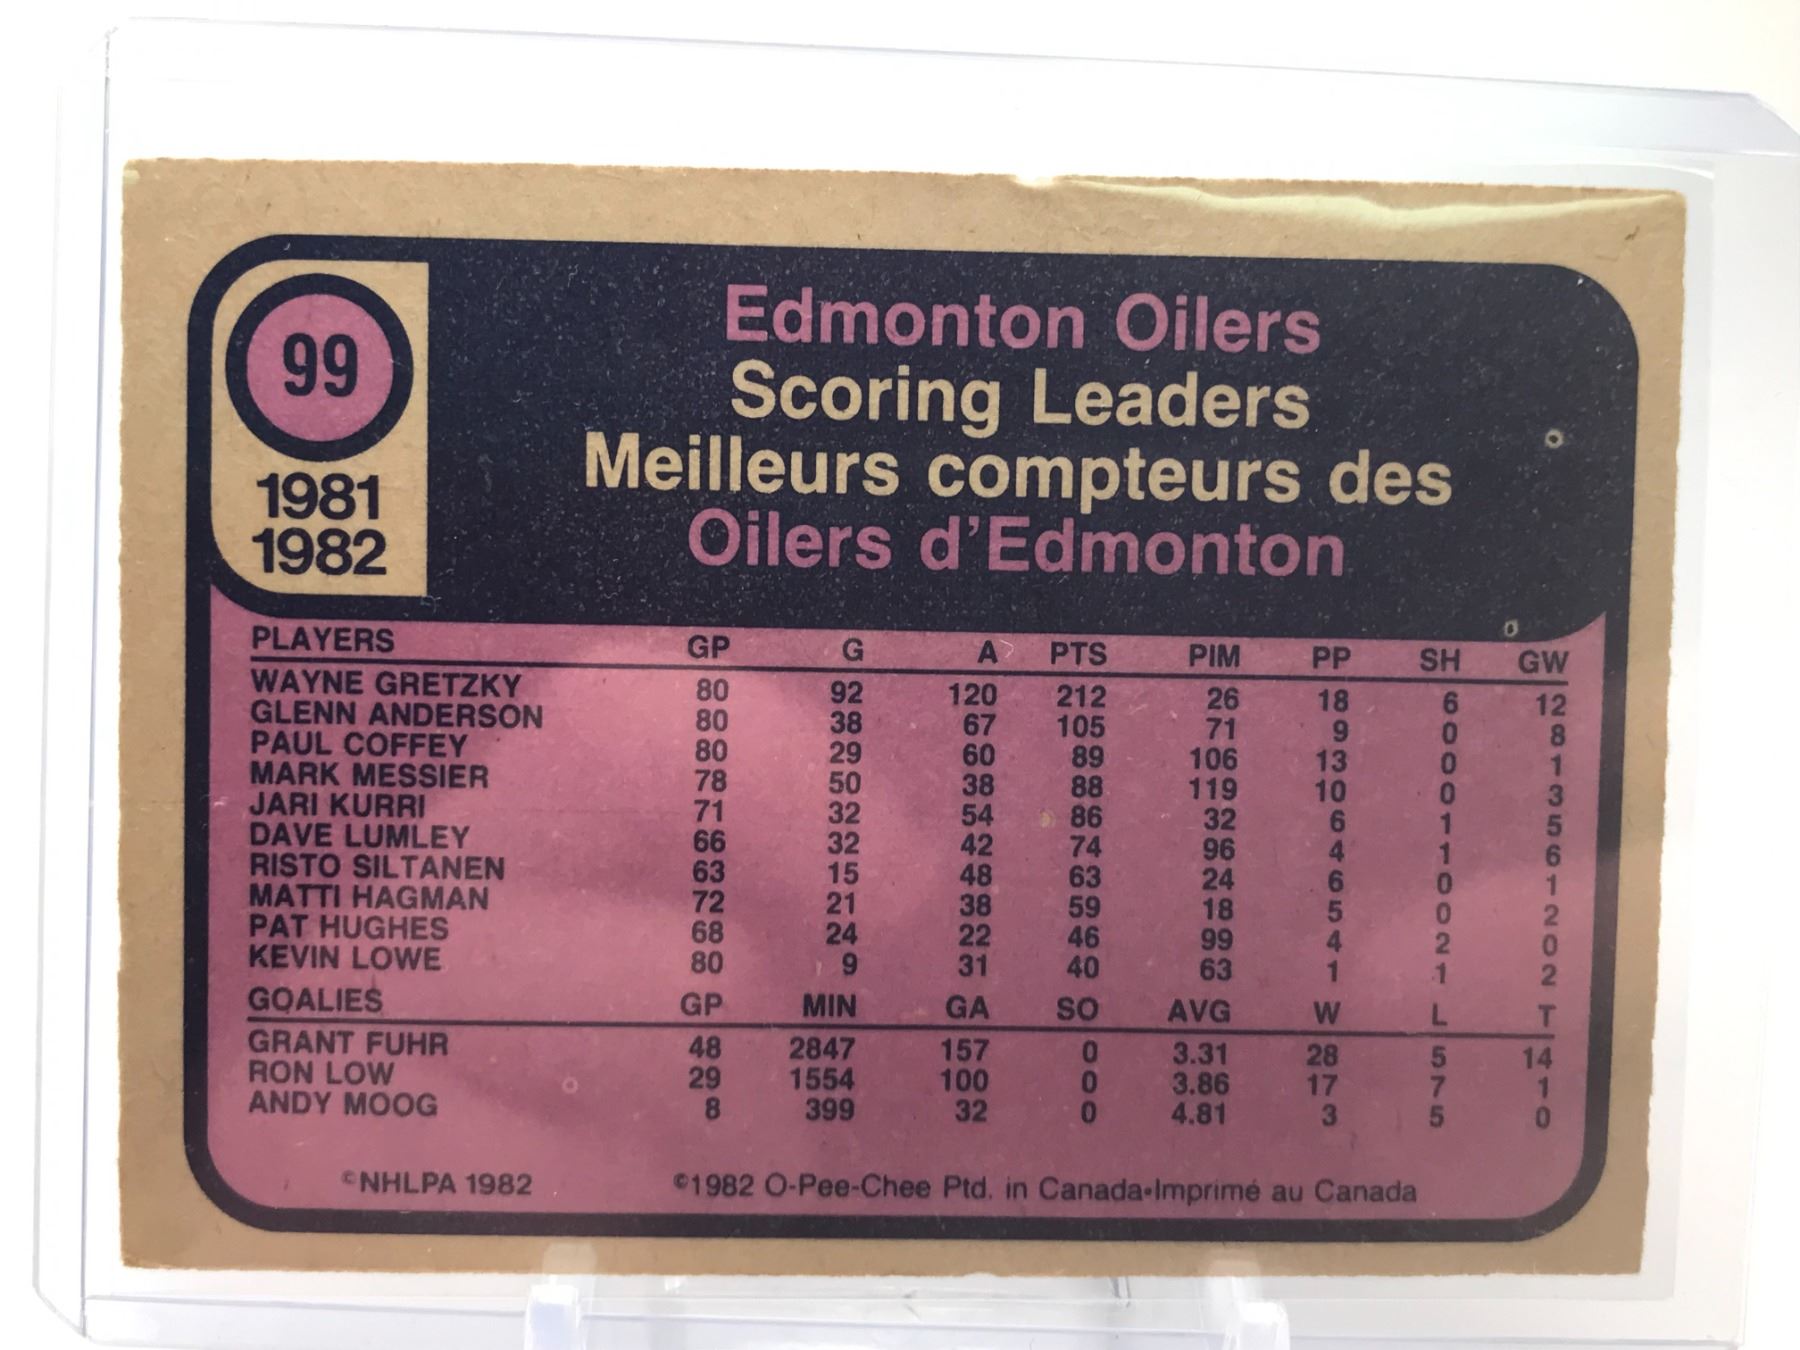 99
1981
1982
Edmonton Oilers
Scoring Leaders
Meilleurs compteurs des
Oilers d'Edmonton
PLAYERS GP G A PTS PIM PP SH GW
WAYNE GRETZKY 80 92 120 212 26 18 6 12
GLENN ANDERSON 80 38 67 105 71 9 0 8
PAUL COFFEY 80 29 60 89 106 13 0 1
MARK MESSIER 78 50 38 88 119 10 0 3
JARI KURRI 71 32 54 86 32 6 1 5
DAVE LUMLEY 66 32 42 74 96 4 1 6
RISTO SILTANEN 63 15 48 63 24 6 0 1
MATTI HAGMAN 72 21 38 59 18 5 0 2
PAT HUGHES 68 24 22 46 99 4 2 0
KEVIN LOWE 80 9 31 40 63 1 1 2
GOALIES GP MIN GA SO AVG W L T
GRANT FUHR 48 2847 157 0 3.31 28 5 14
RON LOW 29 1554 100 0 3.86 17 7 1
ANDY MOOG 8 399 32 0 4.81 3 5 0
©NHLPA 1982 ©1982 O-Pee-Chee Ptd. in Canada•Imprimé au Canada